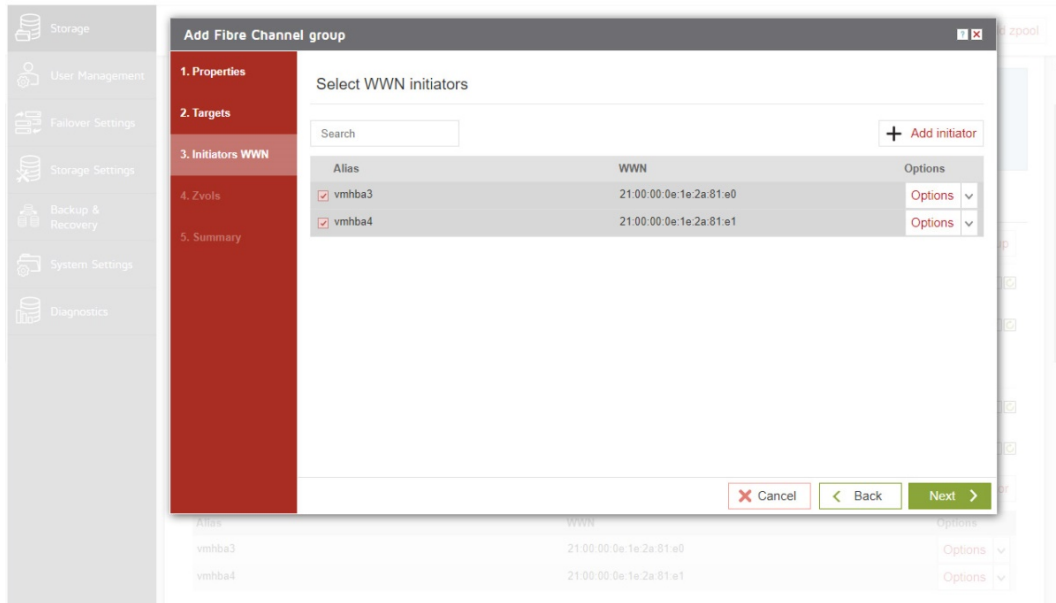 Storage
User Management
Failover Settings
Storage Settings
Backup &
Recovery
System Settings
Diagnostics
zpool
Add Fibre Channel group
1. Properties
2. Targets
3. Initiators WWN
4. Zvols
5. Summary
Select WWN initiators
Search
Add initiator
Alias WWN Options
vmhba3 21:00:00:0e:1e:2a:81:e0 Options
vmhba4 21:00:00:0e:1e:2a:81:e1 Options
Cancel Back Next
Alias WWN Options
vmhba3 21:00:00:0e:1e:2a:81:e0 Options
vmhba4 21:00:00:0e:1e:2a:81:e1 Options